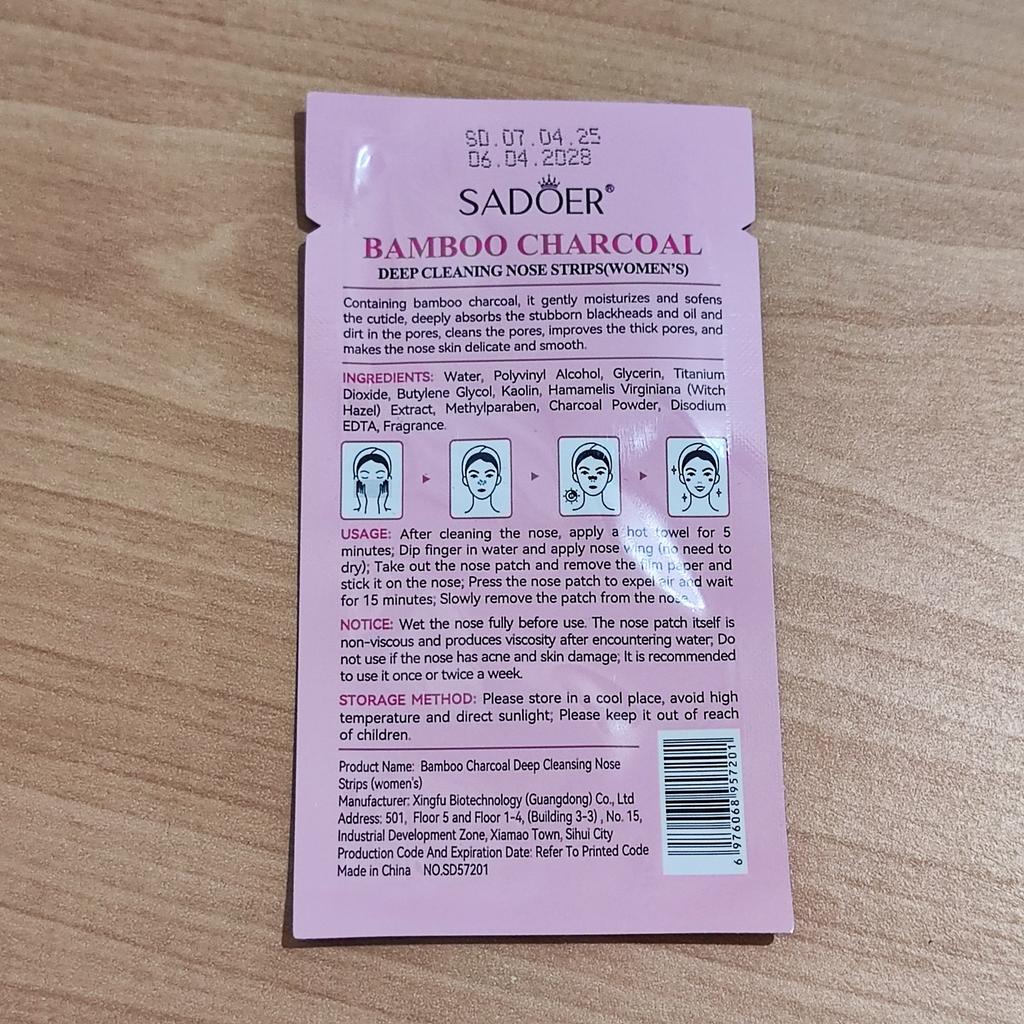 SD.07.04.25
06.04.2028
SADOER®
BAMBOO CHARCOAL
DEEP CLEANING NOSE STRIPS(WOMEN'S)
Containing bamboo charcoal, it gently moisturizes and sofens
the cuticle, deeply absorbs the stubborn blackheads and oil and
dirt in the pores, cleans the pores, improves the thick pores, and
makes the nose skin delicate and smooth.
INGREDIENTS: Water, Polyvinyl Alcohol, Glycerin, Titanium
Dioxide, Butylene Glycol, Kaolin, Hamamelis Virginiana (Witch
Hazel) Extract, Methylparaben, Charcoal Powder, Disodium
EDTA, Fragrance.
USAGE: After cleaning the nose, apply a hot towel for 5
minutes; Dip finger in water and apply nose wing (no need to
dry); Take out the nose patch and remove the film paper and
stick it on the nose; Press the nose patch to expel air and wait
for 15 minutes; Slowly remove the patch from the nose.
NOTICE: Wet the nose fully before use. The nose patch itself is
non-viscous and produces viscosity after encountering water; Do
not use if the nose has acne and skin damage; It is recommended
to use it once or twice a week.
STORAGE METHOD: Please store in a cool place, avoid high
temperature and direct sunlight; Please keep it out of reach
of children.
Product Name: Bamboo Charcoal Deep Cleansing Nose
Strips (women's)
Manufacturer: Xingfu Biotechnology (Guangdong) Co., Ltd
Address: 501, Floor 5 and Floor 1-4, (Building 3-3) , No. 15,
Industrial Development Zone, Xiamao Town, Sihui City
Production Code And Expiration Date: Refer To Printed Code
Made in China NO.SD57201
6 976068 957201